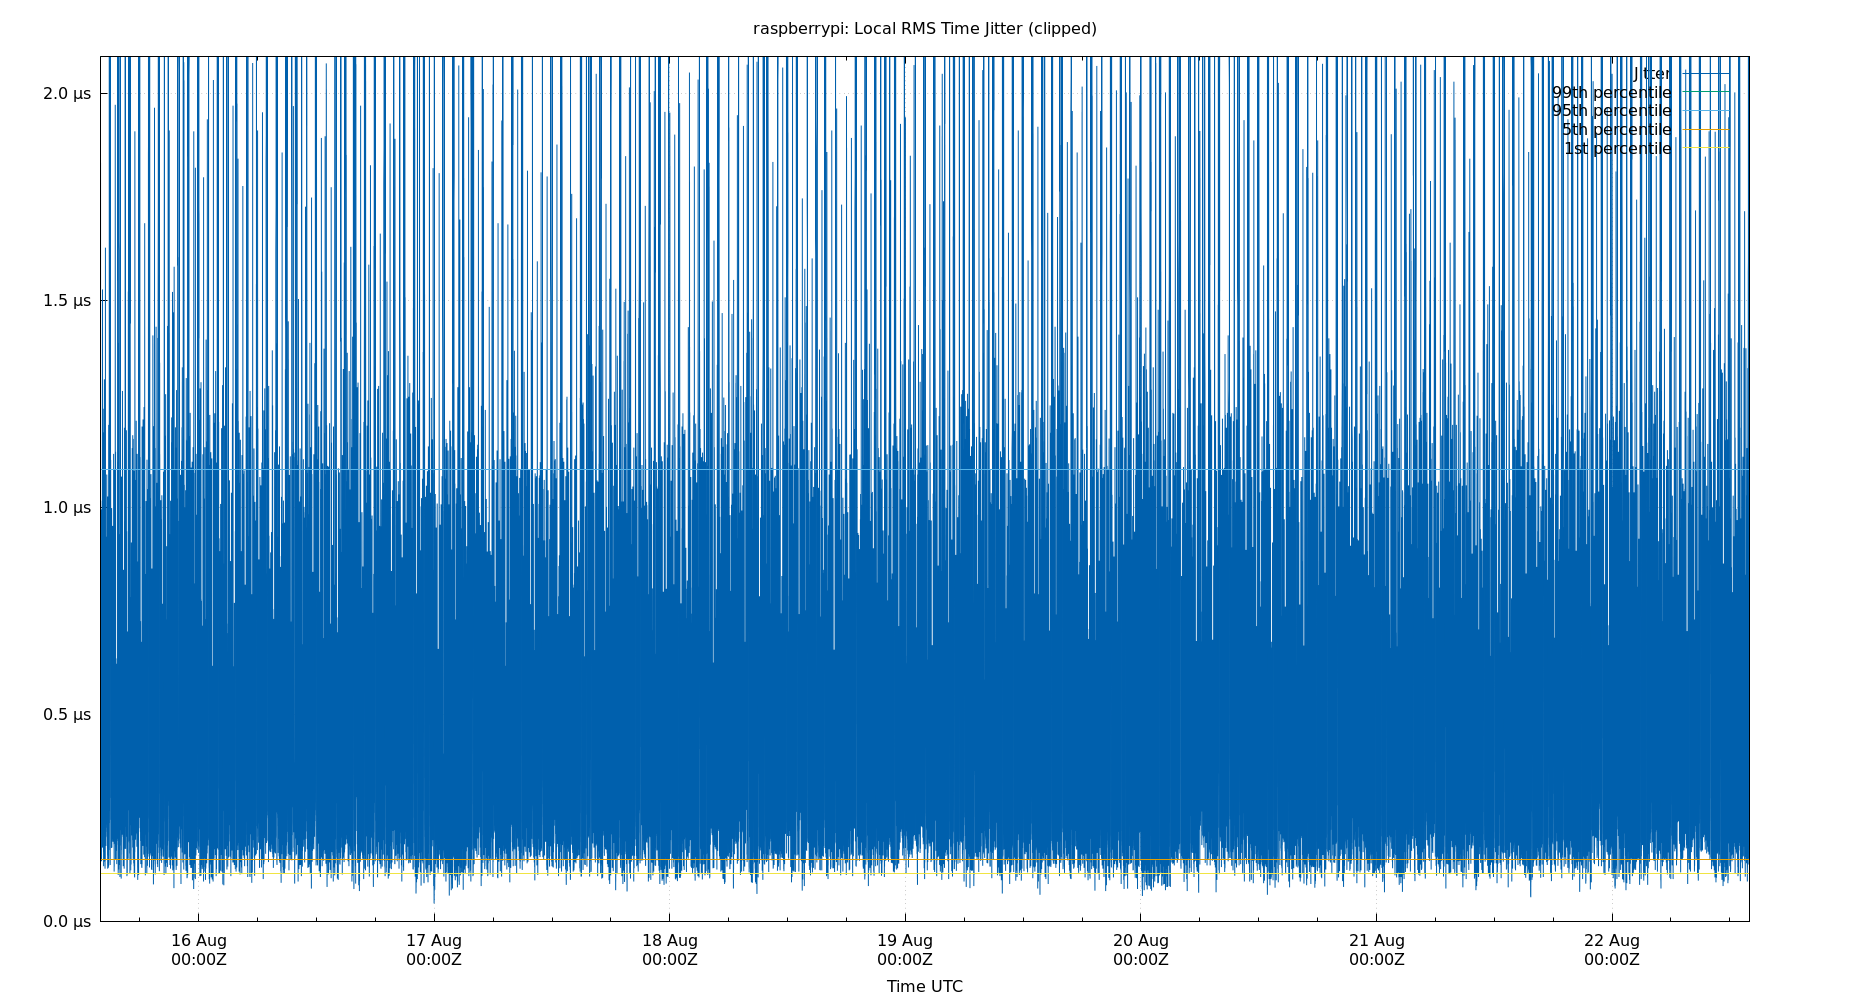 raspberrypi: Local RMS Time Jitter (clipped)
Jitter
99th percentile
95th percentile
5th percentile
1st percentile
2.0 µs
1.5 µs
1.0 µs
0.5 µs
0.0 µs
16 Aug 17 Aug 18 Aug 19 Aug 20 Aug 21 Aug 22 Aug
00:00Z 00:00Z 00:00Z 00:00Z 00:00Z 00:00Z 00:00Z
Time UTC